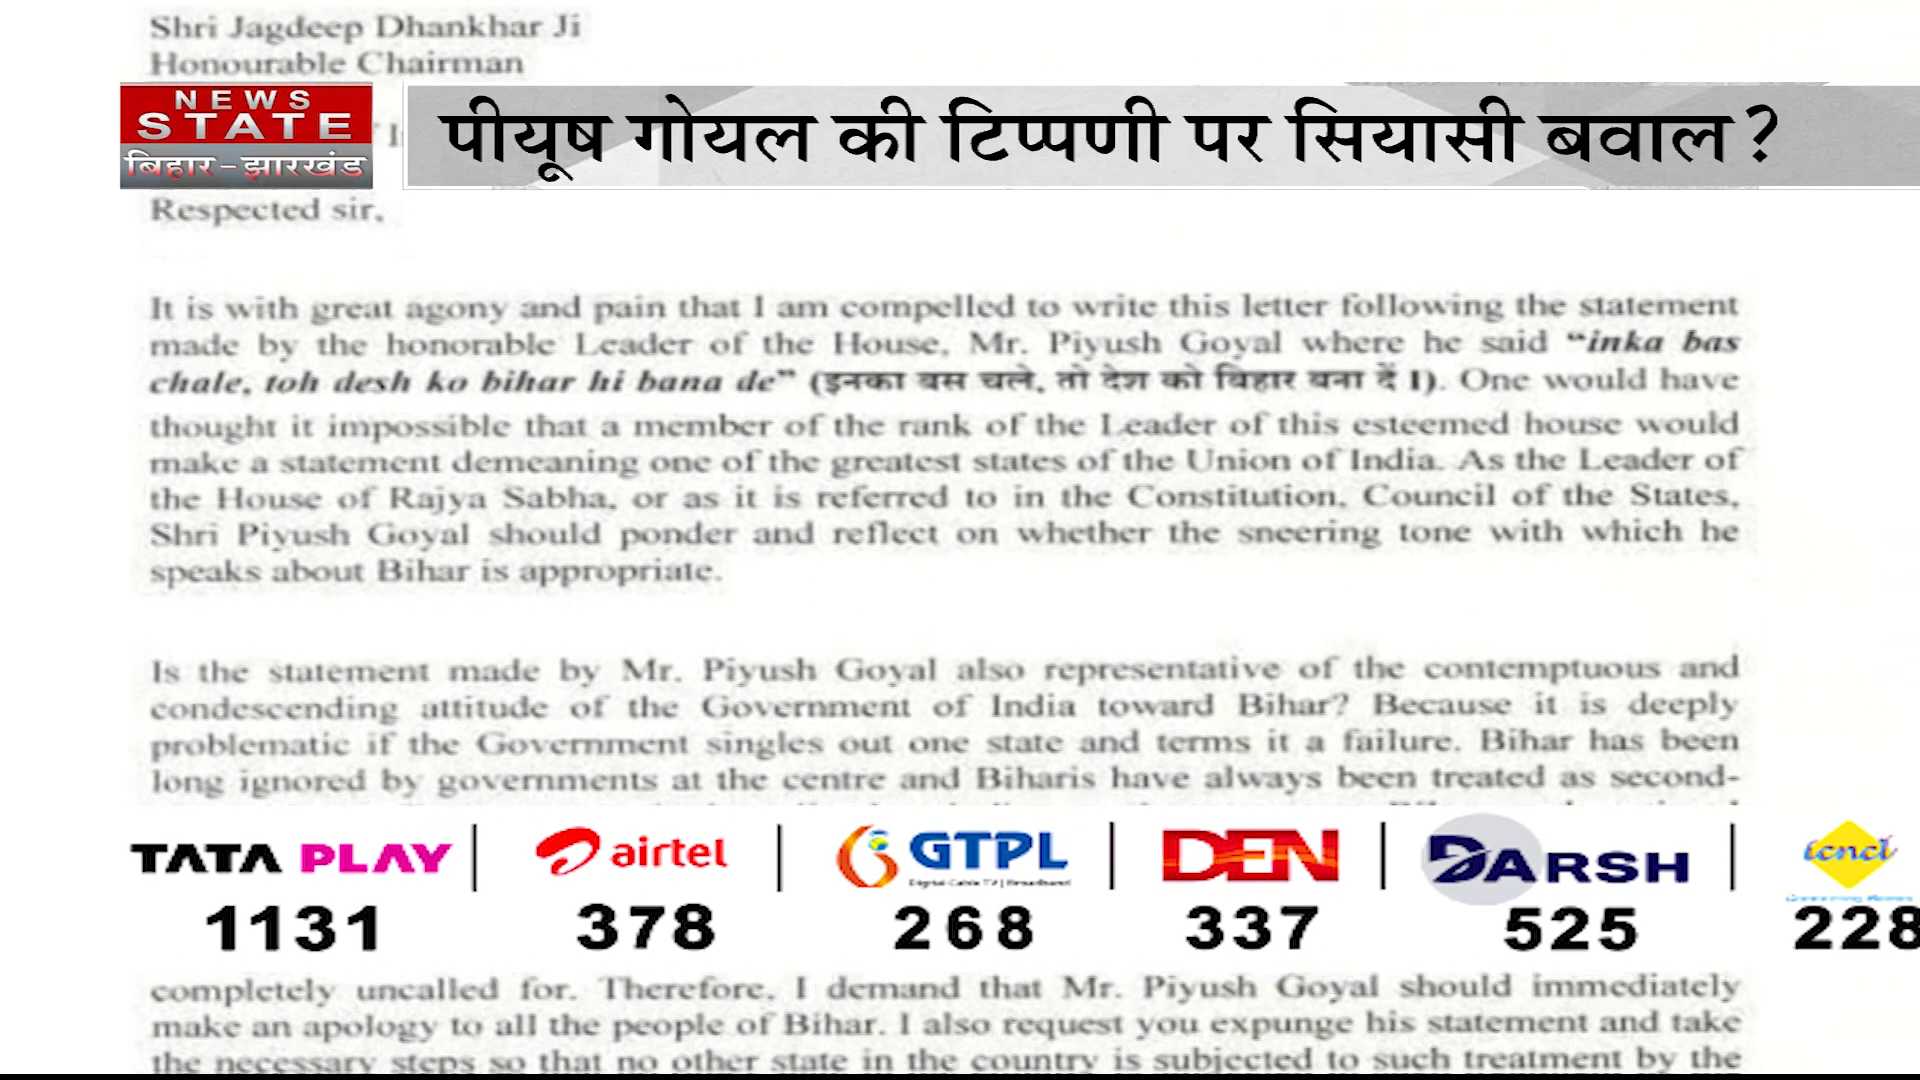 Shri Jagdeep Dhankhar Ji
Honourable Chairman
NEWS
STATE
बिहार-झारखंड
पीयूष गोयल की टिप्पणी पर सियासी बवाल?
Respected sir,
It is with great agony and pain that I am compelled to write this letter following the statement
made by the honorable Leader of the House, Mr. Piyush Goyal where he said “inka bas
chale, toh desh ko bihar hi bana de” (इनका बस चले, तो देश को बिहार बना दें I). One would have
thought it impossible that a member of the rank of the Leader of this esteemed house would
make a statement demeaning one of the greatest states of the Union of India. As the Leader of
the House of Rajya Sabha, or as it is referred to in the Constitution, Council of the States,
Shri Piyush Goyal should ponder and reflect on whether the sneering tone with which he
speaks about Bihar is appropriate.
Is the statement made by Mr. Piyush Goyal also representative of the contemptuous and
condescending attitude of the Government of India toward Bihar? Because it is deeply
problematic if the Government singles out one state and terms it a failure. Bihar has been
long ignored by governments at the centre and Biharis have always been treated as second-
TATA PLAY | airtel | GTPL | DEN | DARSH | icncl
Digital Cable TV | Broadband
1131 378 268 337 525 228
completely uncalled for. Therefore, I demand that Mr. Piyush Goyal should immediately
make an apology to all the people of Bihar. I also request you expunge his statement and take
the necessary steps so that no other state in the country is subjected to such treatment by the